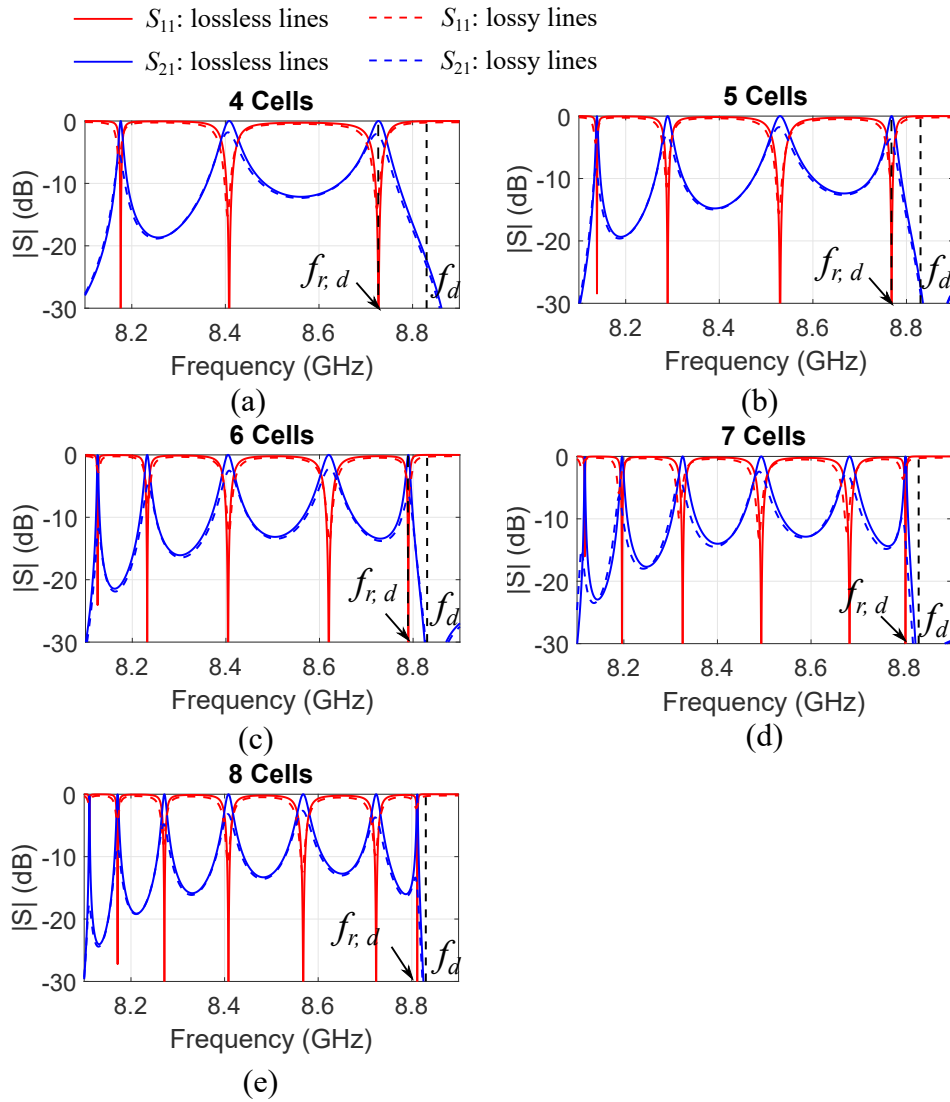 S11: lossless lines S11: lossy lines
S21: lossless lines S21: lossy lines
4 Cells
|S| (dB)
0
-10
-20
-30
fr, d
fd
8.2 8.4 8.6 8.8
Frequency (GHz)
(a)
5 Cells
|S| (dB)
0
-10
-20
-30
fr, d
fd
8.2 8.4 8.6 8.8
Frequency (GHz)
(b)
6 Cells
|S| (dB)
0
-10
-20
-30
fr, d
fd
8.2 8.4 8.6 8.8
Frequency (GHz)
(c)
7 Cells
|S| (dB)
0
-10
-20
-30
fr, d
fd
8.2 8.4 8.6 8.8
Frequency (GHz)
(d)
8 Cells
|S| (dB)
0
-10
-20
-30
fr, d
fd
8.2 8.4 8.6 8.8
Frequency (GHz)
(e)